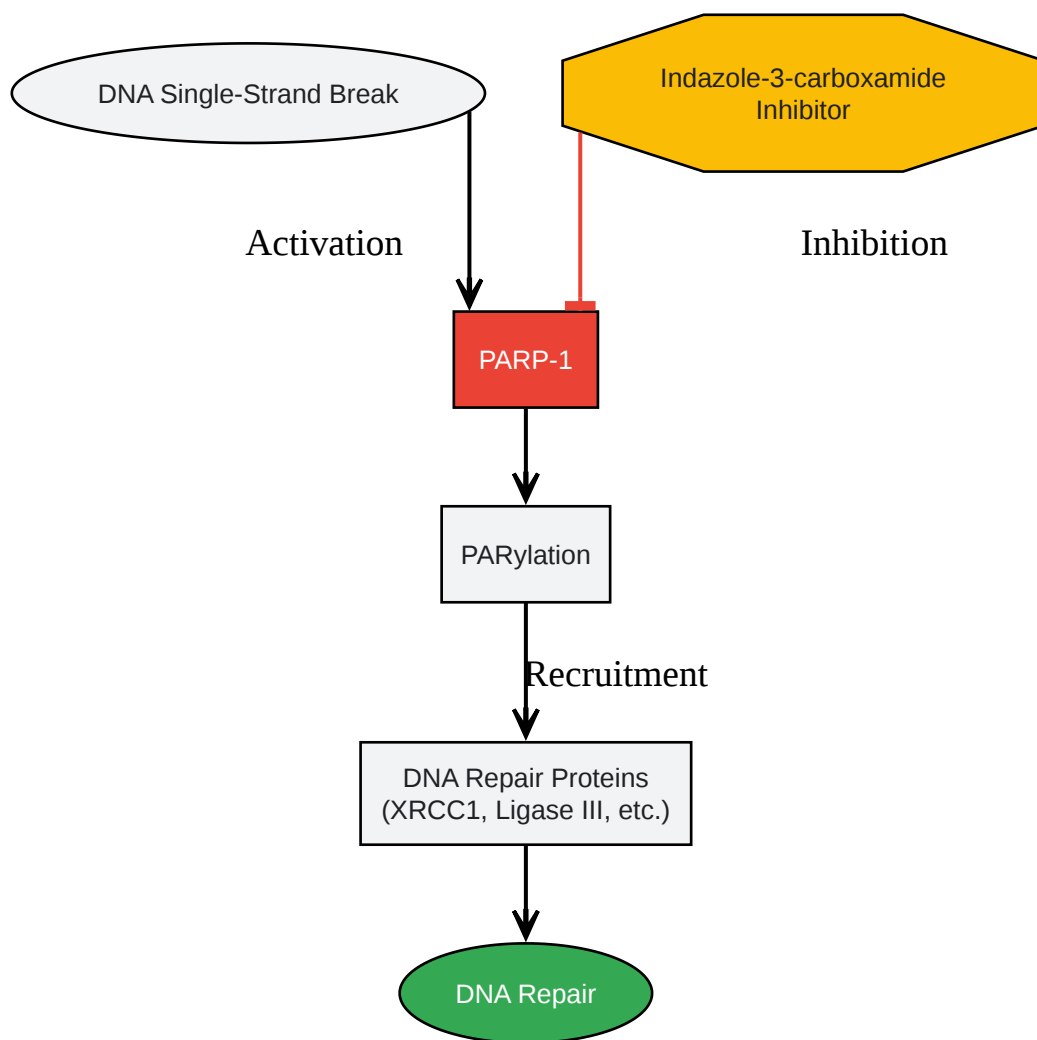 DNA Single-Strand Break
Indazole-3-carboxamide
Inhibitor
Activation
Inhibition
PARP-1
PARylation
Recruitment
DNA Repair Proteins
(XRCC1, Ligase III, etc.)
DNA Repair